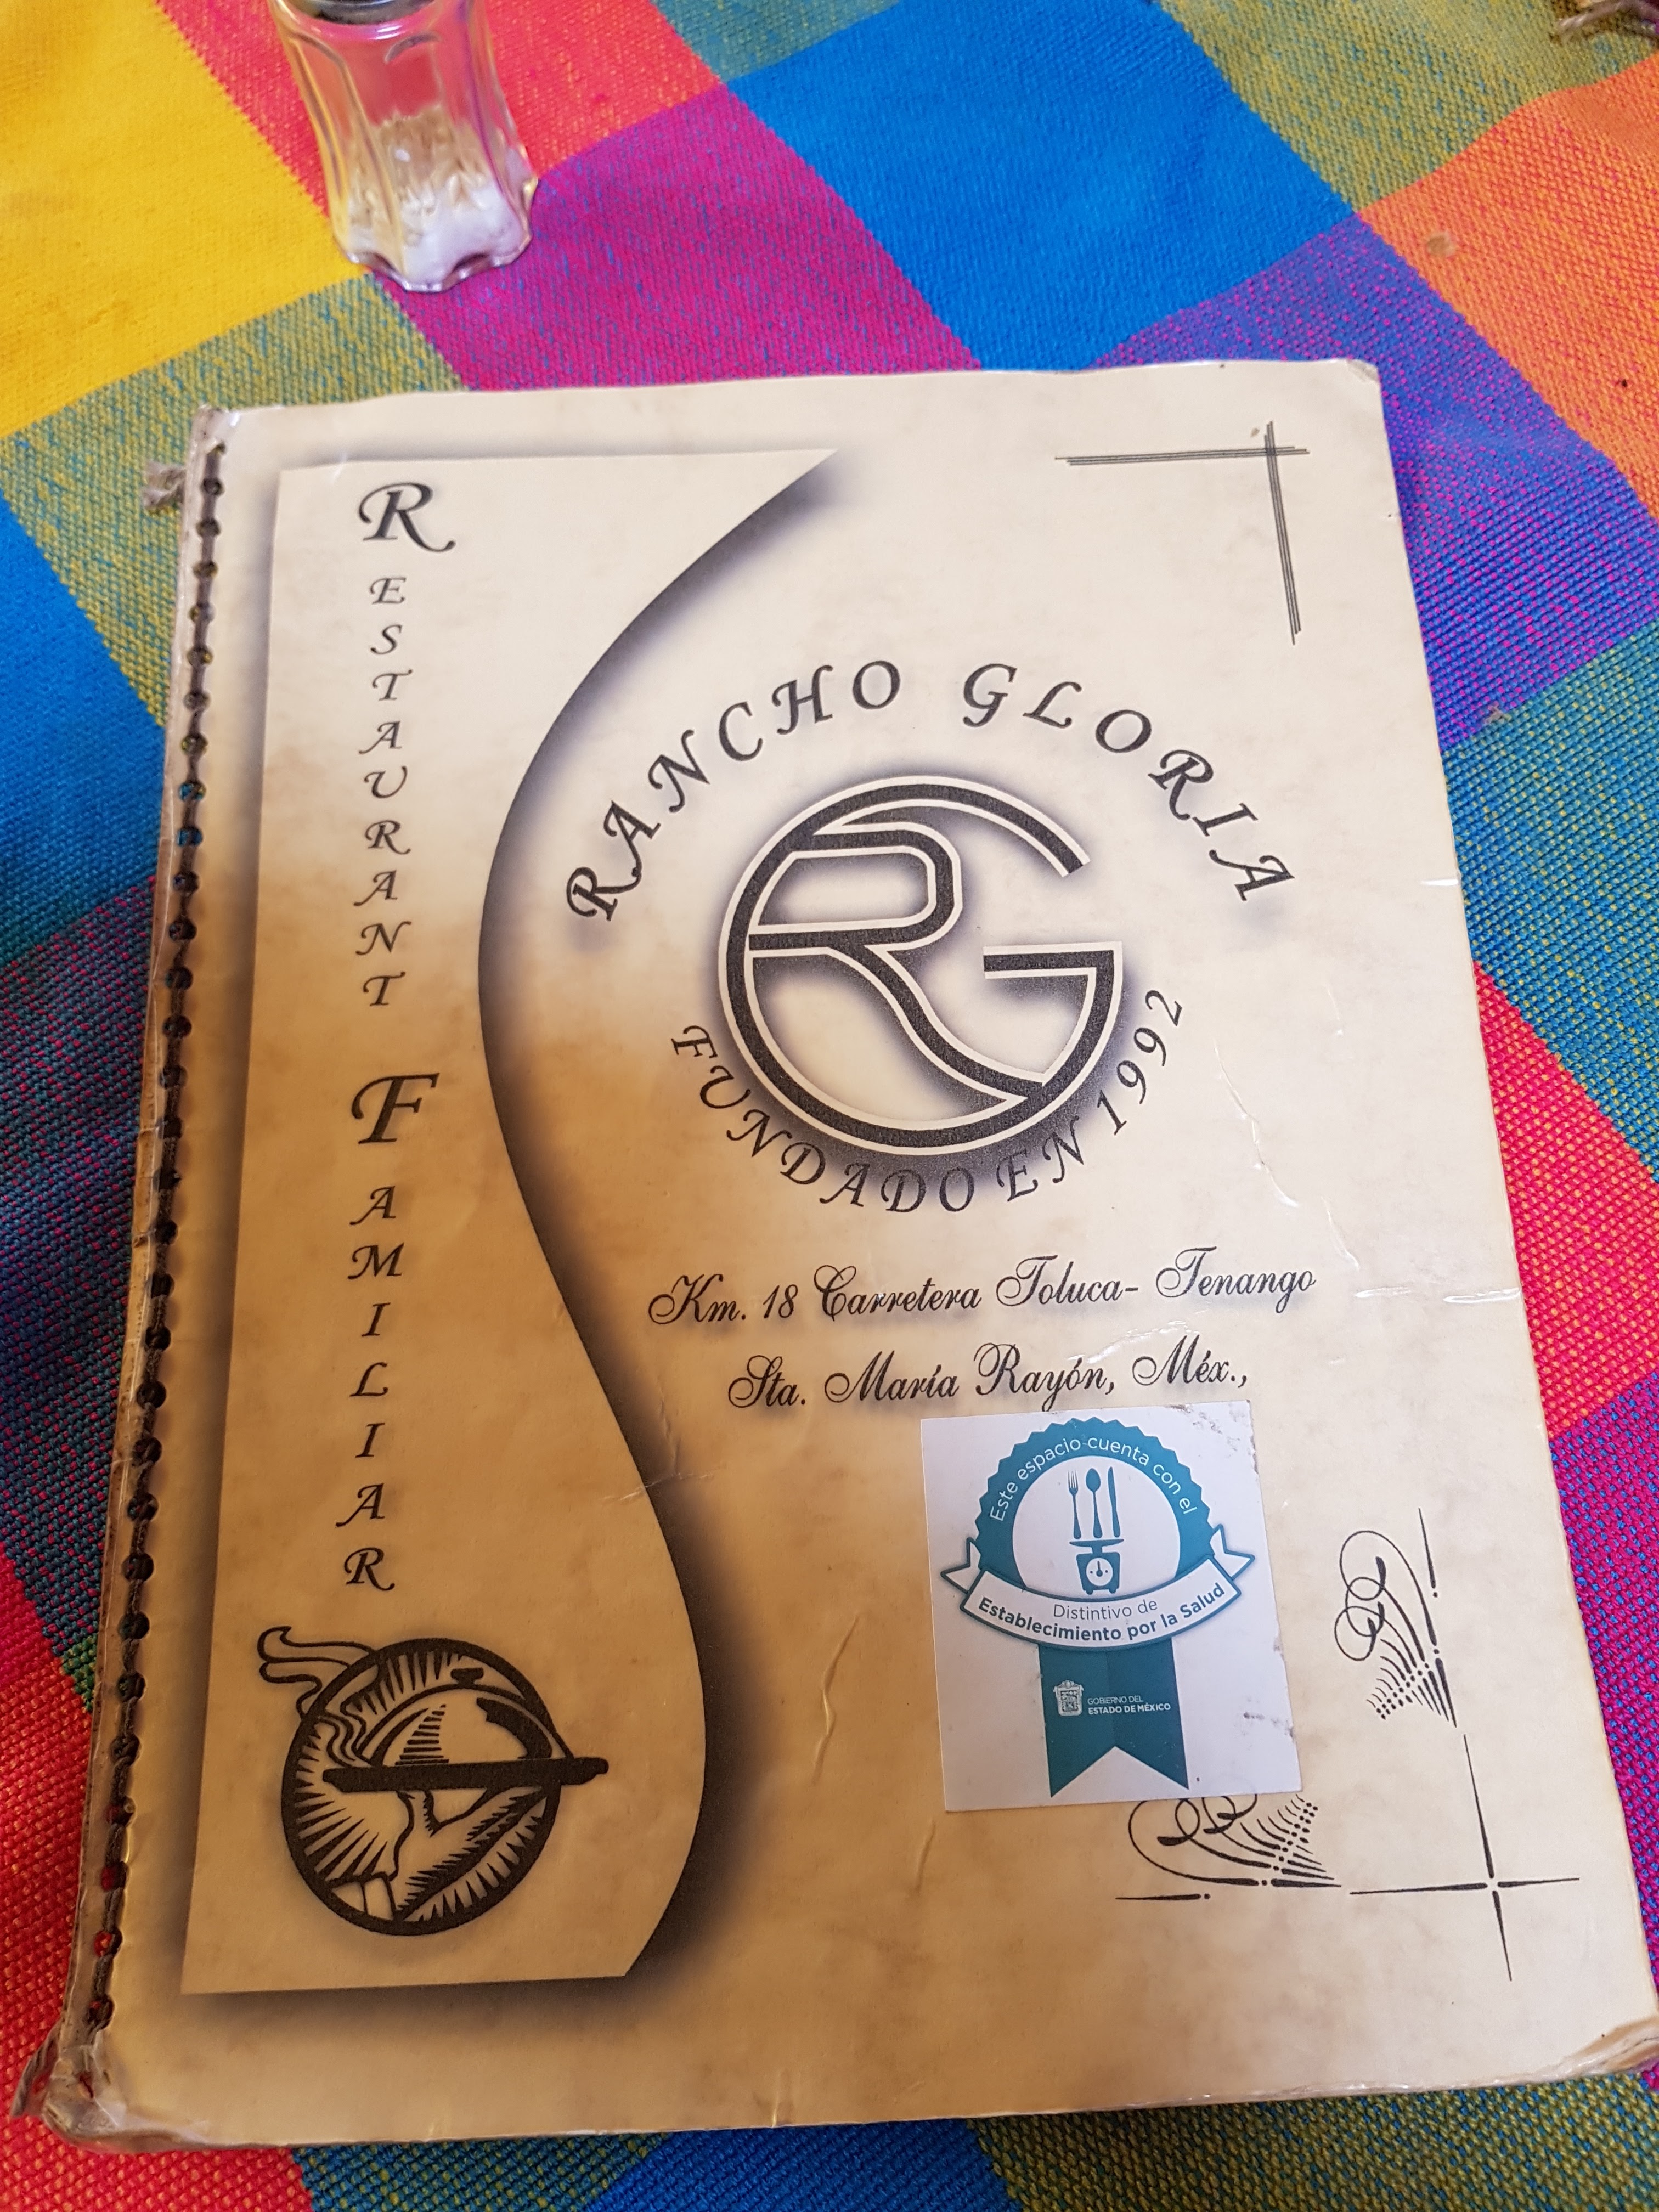 RESTAURANT FAMILIAR
RANCHO GLORIA
RG
FUNDADO EN 1992
Km. 18 Carretera Toluca- Tenango
Sta. María Rayón, Méx.,
Este espacio cuenta con el
Distintivo de
Establecimiento por la Salud
GOBIERNO DEL
ESTADO DE MÉXICO